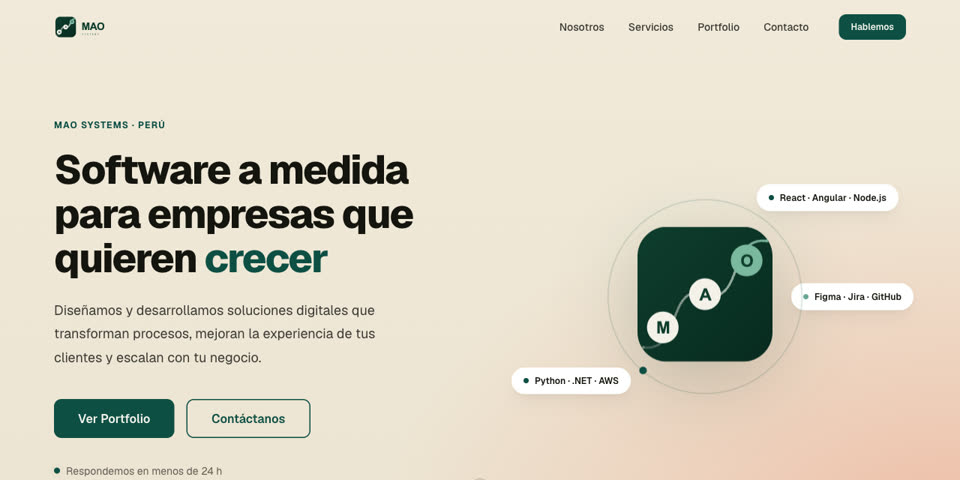 MAO
Nosotros
Servicios
Portfolio
Contacto
Hablemos
MAO SYSTEMS · PERÚ
Software a medida
para empresas que
quieren crecer
Diseñamos y desarrollamos soluciones digitales que
transforman procesos, mejoran la experiencia de tus
clientes y escalan con tu negocio.
Ver Portfolio
Contáctanos
Respondemos en menos de 24 h
React · Angular · Node.js
O
A
Figma · Jira · GitHub
M
Python · .NET · AWS